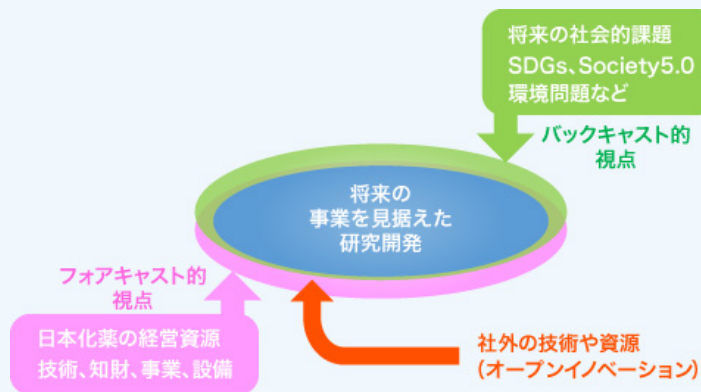 将来の社会的課題
SDGs、Society5.0
環境問題など
バックキャスト的
視点
将来の
事業を見据えた
研究開発
フォアキャスト的
視点
日本化薬の経営資源
技術、知財、事業、設備
社外の技術や資源
(オープンイノベーション)